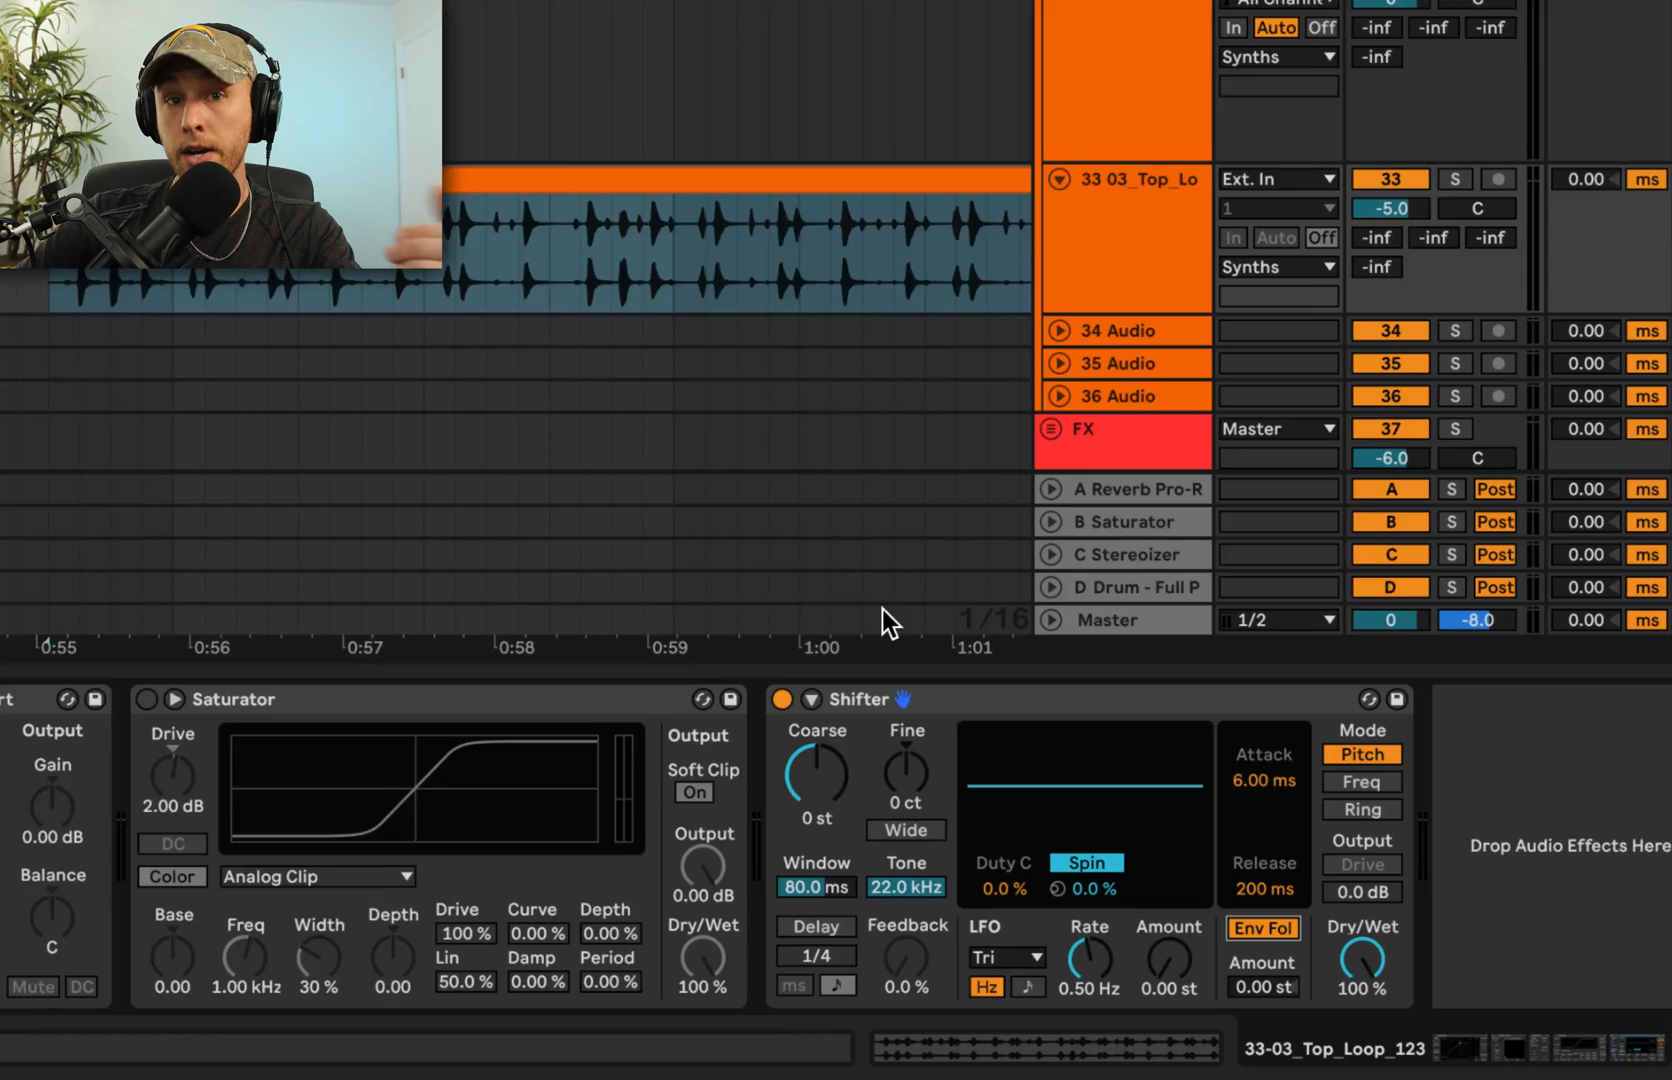 In Auto Off -inf -inf -inf
Synths -inf
33 03_Top_Lo Ext. In 33 S 0.00 ms
1 -5.0 C
In Auto Off -inf -inf -inf
Synths -inf
34 Audio 34 S 0.00 ms
35 Audio 35 S 0.00 ms
36 Audio 36 S 0.00 ms
FX Master 37 S 0.00 ms
-6.0 C
A Reverb Pro-R A S Post 0.00 ms
B Saturator B S Post 0.00 ms
C Stereoizer C S Post 0.00 ms
D Drum - Full P D S Post 0.00 ms
1/16 Master 1/2 0 -8.0 0.00 ms
0:55 0:56 0:57 0:58 0:59 1:00 1:01
rt
Output
Gain
0.00 dB
Balance
C
Mute DC
Saturator
Drive
2.00 dB
DC
Color Analog Clip
Base Freq Width Depth
0.00 1.00 kHz 30 % 0.00
Drive Curve Depth
100 % 0.00 % 0.00 %
Lin Damp Period
50.0 % 0.00 % 0.00 %
Output
Soft Clip
On
Output
0.00 dB
Dry/Wet
100 %
Shifter
Coarse Fine
0 st 0 ct
Wide
Window Tone
80.0 ms 22.0 kHz
Delay Feedback
1/4
ms 0.0 %
Duty C Spin
0.0 % 0.0 %
LFO Rate Amount
Tri
Hz 0.50 Hz 0.00 st
Attack
6.00 ms
Release
200 ms
Env Fol
Amount
0.00 st
Mode
Pitch
Freq
Ring
Output
Drive
0.0 dB
Dry/Wet
100 %
Drop Audio Effects Here
33-03_Top_Loop_123